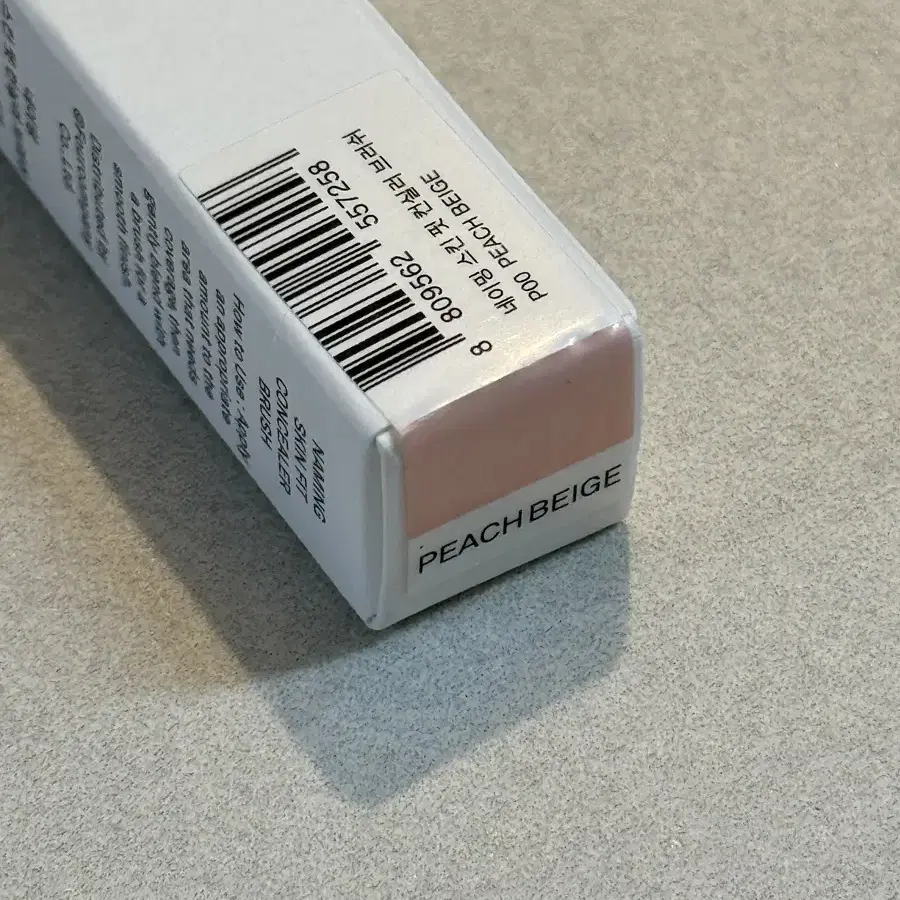 PEACH BEIGE
네이밍 스킨 핏 컨실러 브러쉬
P00 PEACH BEIGE
8 809562 557258
NAMING
SKIN FIT
CONCEALER
BRUSH
How to Use : Apply
an appropriate
amount to the
area that needs
coverage, then
gently blend with
a brush for a
smooth finish.
Distributed by
Co., Ltd.